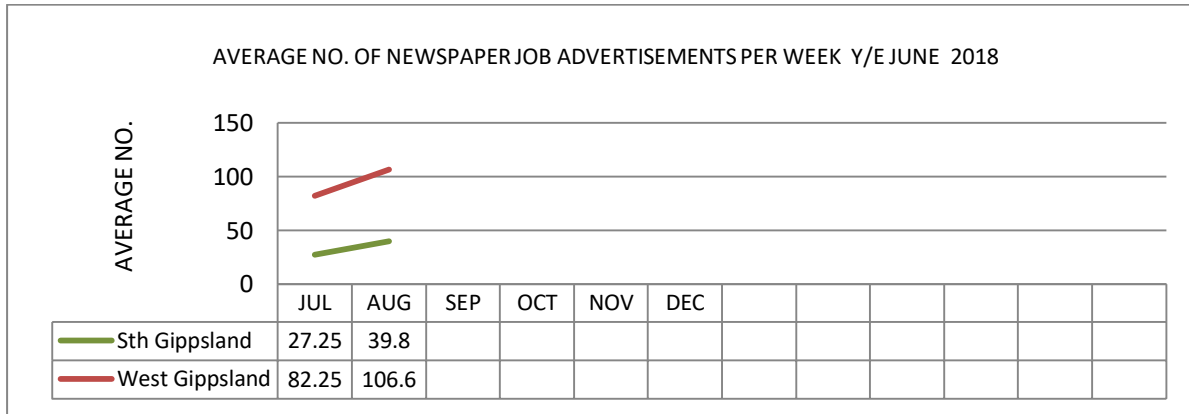 AVERAGE NO. OF NEWSPAPER JOB ADVERTISEMENTS PER WEEK Y/E JUNE 2018
AVERAGE NO.
150
100
50
0
JUL AUG SEP OCT NOV DEC
Sth Gippsland 27.25 39.8
West Gippsland 82.25 106.6